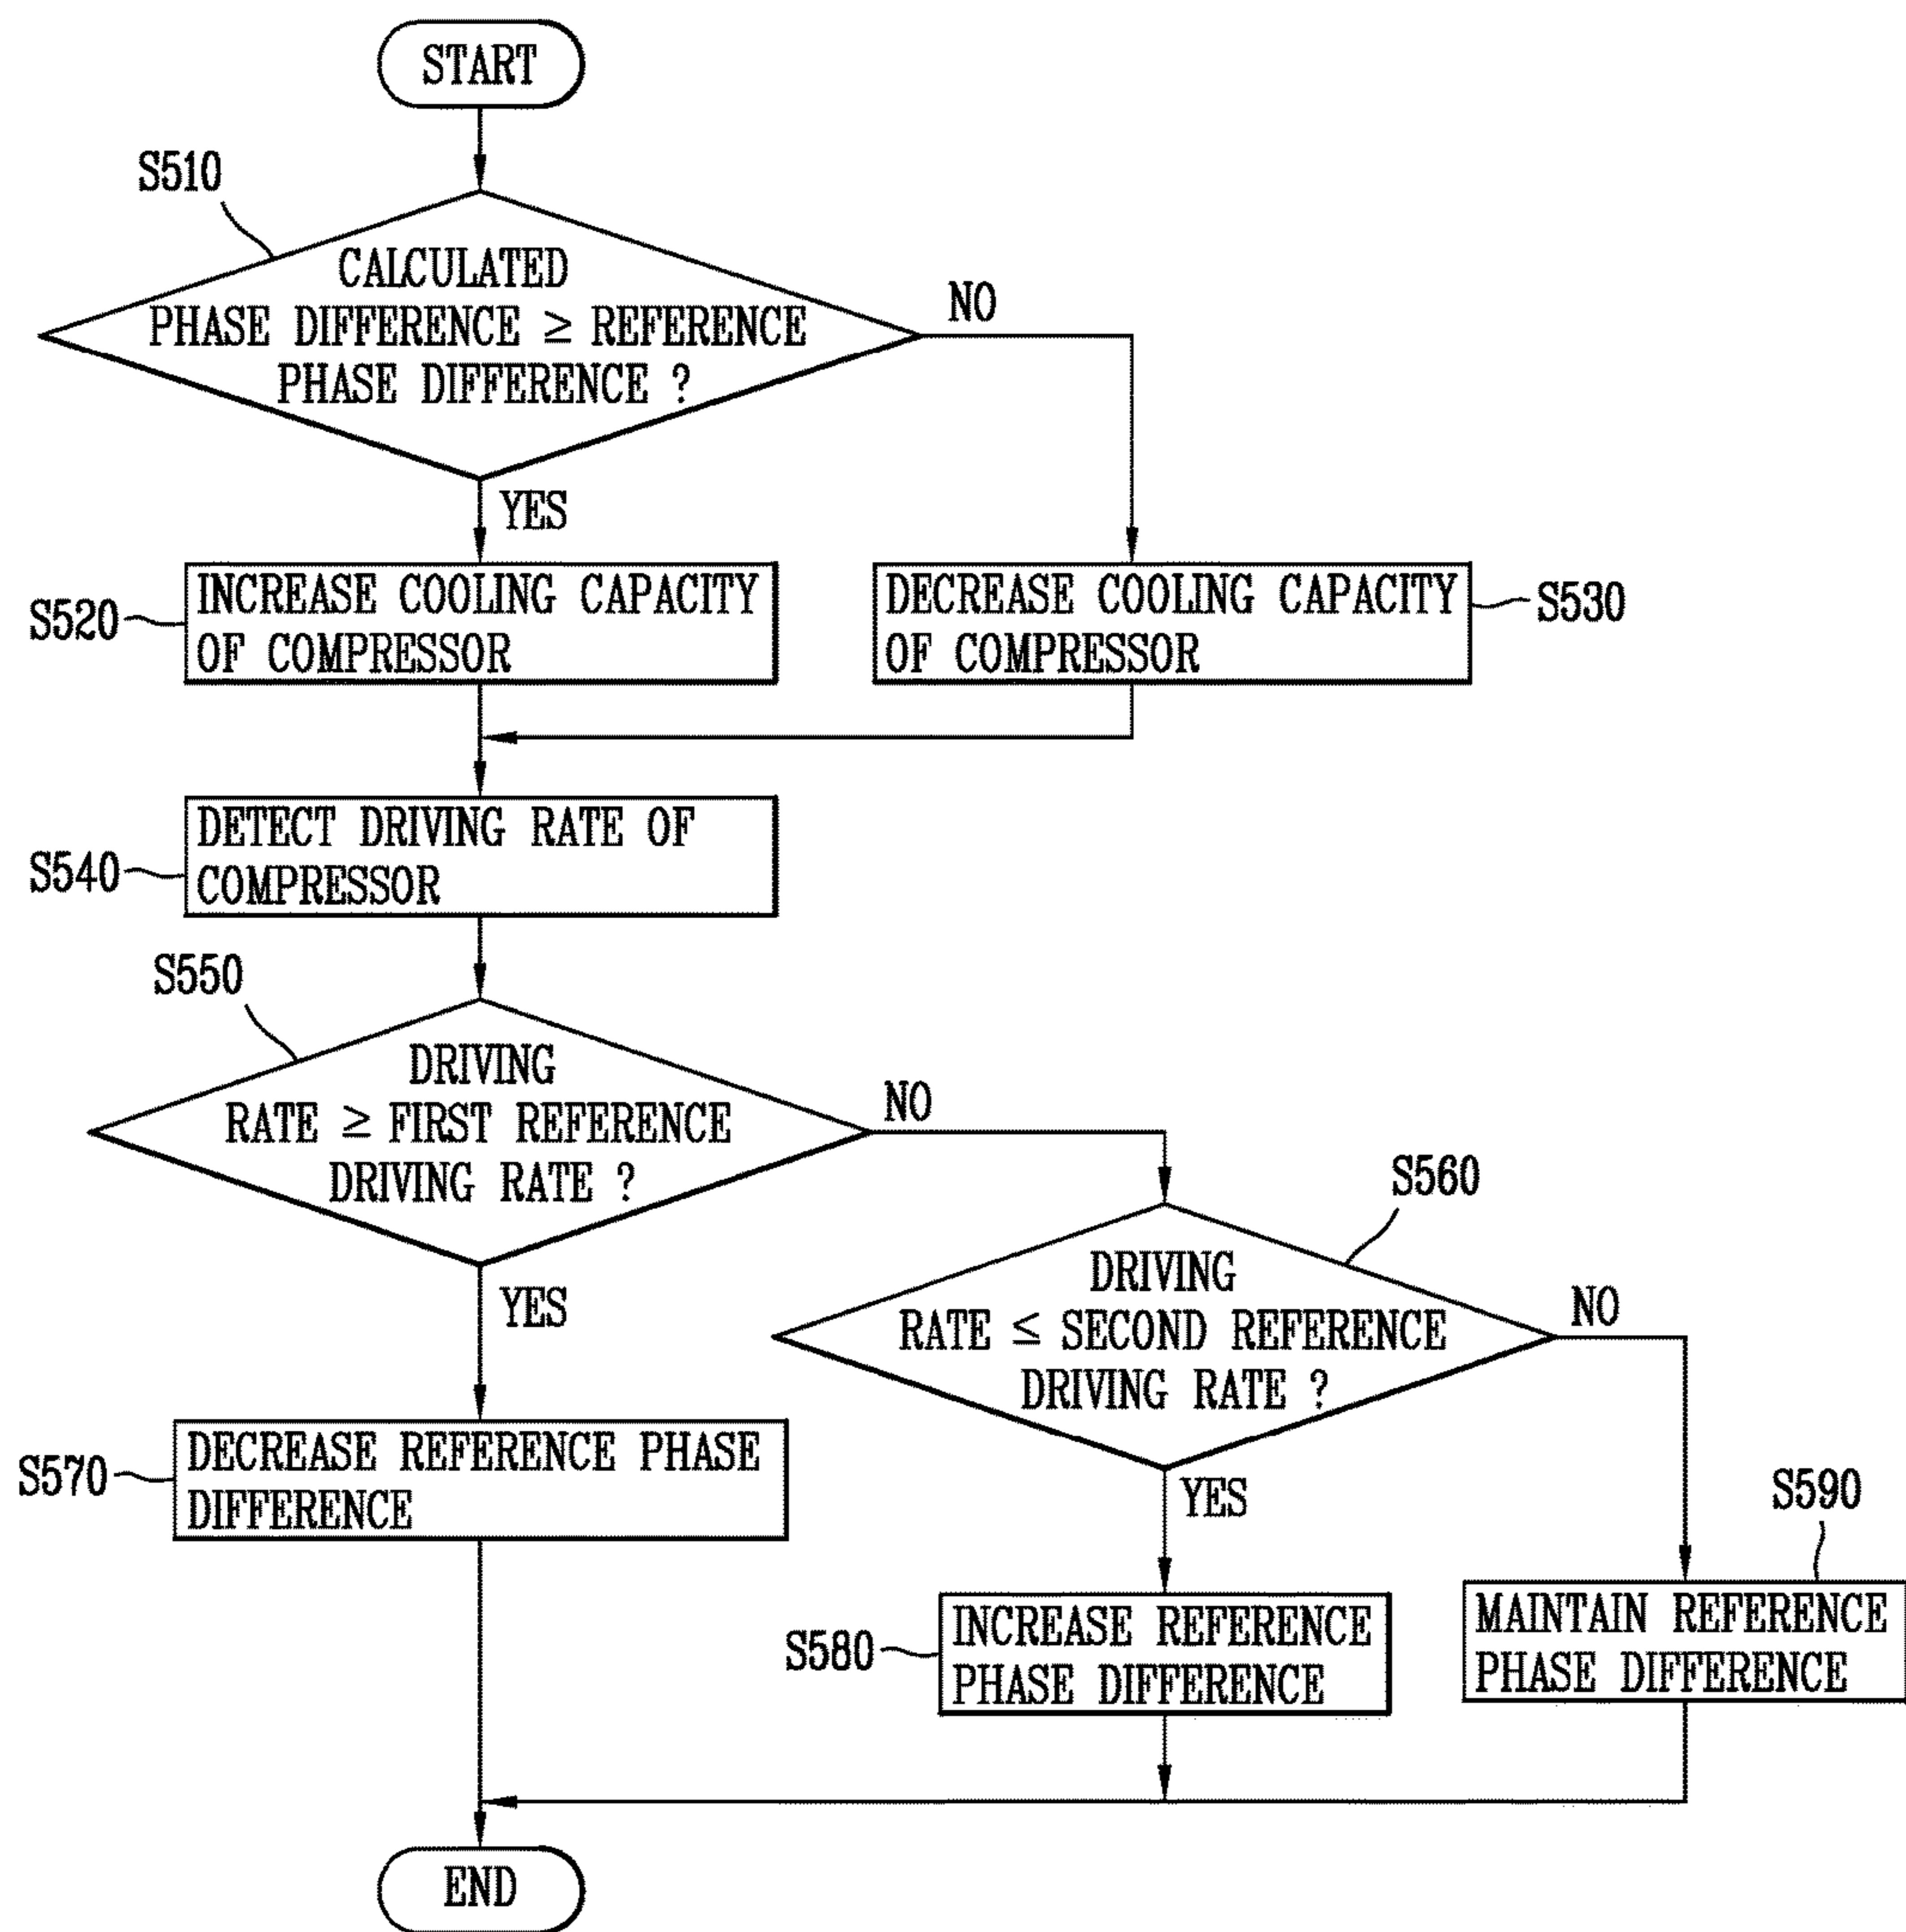 START
S510
CALCULATED
PHASE DIFFERENCE ≥ REFERENCE
PHASE DIFFERENCE ?
NO
YES
S520
INCREASE COOLING CAPACITY
OF COMPRESSOR
DECREASE COOLING CAPACITY
OF COMPRESSOR
S530
S540
DETECT DRIVING RATE OF
COMPRESSOR
S550
DRIVING
RATE ≥ FIRST REFERENCE
DRIVING RATE ?
NO
YES
S560
DRIVING
RATE ≤ SECOND REFERENCE
DRIVING RATE ?
NO
YES
S570
DECREASE REFERENCE PHASE
DIFFERENCE
S580
INCREASE REFERENCE
PHASE DIFFERENCE
S590
MAINTAIN REFERENCE
PHASE DIFFERENCE
END